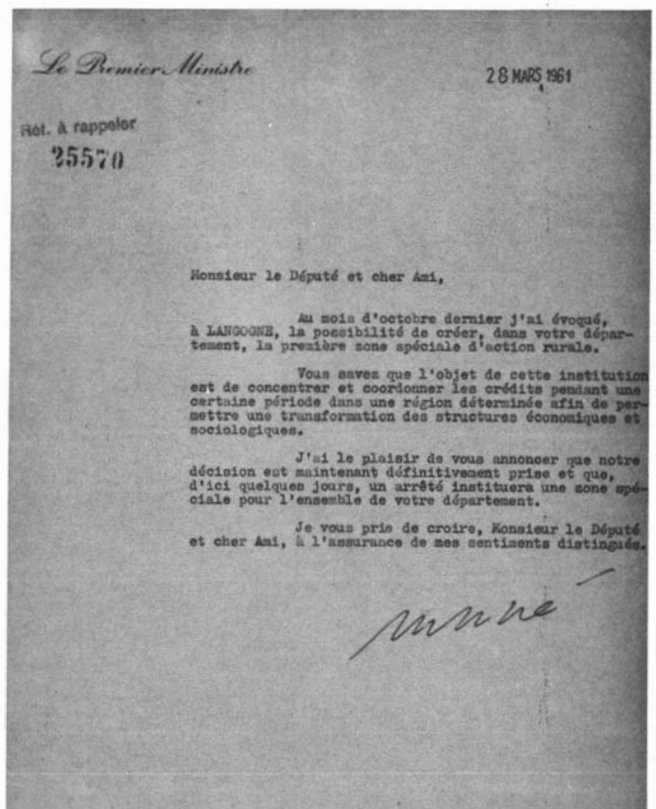 Le Premier Ministre
28 MARS 1961
Réf. à rappeler
25570
Monsieur le Député et cher Ami,
Au mois d'octobre dernier j'ai évoqué,
à LANGOGNE, la possibilité de créer, dans votre dépar-
tement, la première zone spéciale d'action rurale.
Vous savez que l'objet de cette institution
est de concentrer et coordonner les crédits pendant une
certaine période dans une région déterminée afin de per-
mettre une transformation des structures économiques et
sociologiques.
J'ai le plaisir de vous annoncer que notre
décision est maintenant définitivement prise et que,
d'ici quelques jours, un arrêté instituera une zone spé-
ciale pour l'ensemble de votre département.
Je vous prie de croire, Monsieur le Député
et cher Ami, à l'assurance de mes sentiments distingués.